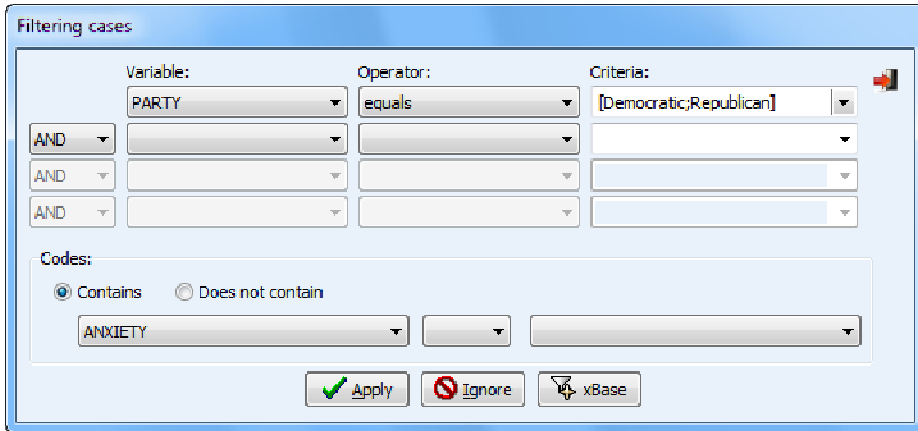 Filtering cases
Variable: Operator: Criteria:
PARTY equals [Democratic;Republican]
AND
AND
AND
Codes:
Contains Does not contain
ANXIETY
Apply Ignore xBase